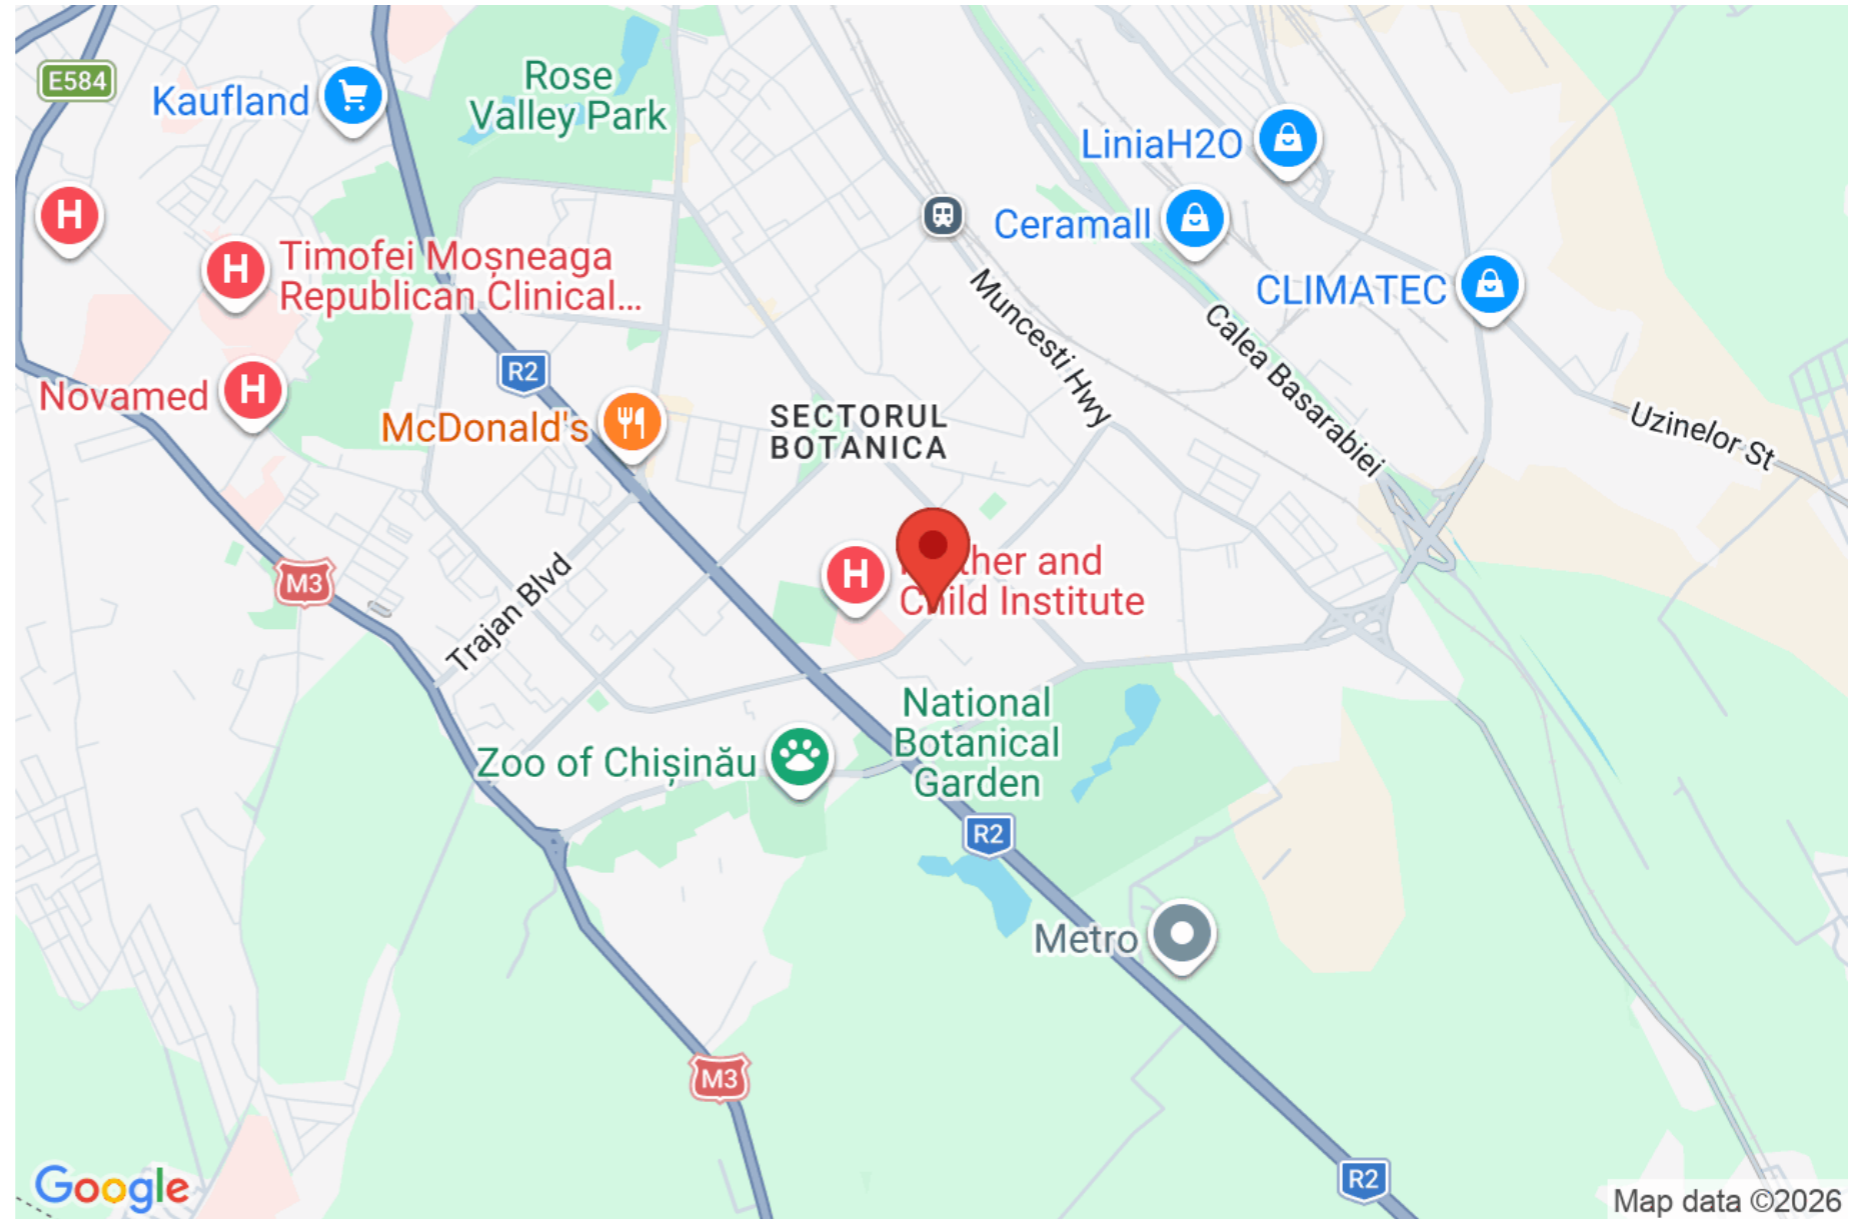 E584
Kaufland
Rose
Valley Park
LiniaH2O
Ceramall
Timofei Moșneaga
Republican Clinical...
CLIMATEC
Muncesti Hwy
Calea Basarabiei
R2
Novamed
McDonald's
SECTORUL
BOTANICA
Uzinelor St
M3
Trajan Blvd
ther and
Child Institute
National
Botanical
Garden
Zoo of Chișinău
R2
Metro
M3
R2
Google
Map data ©2026
H
H
H
H